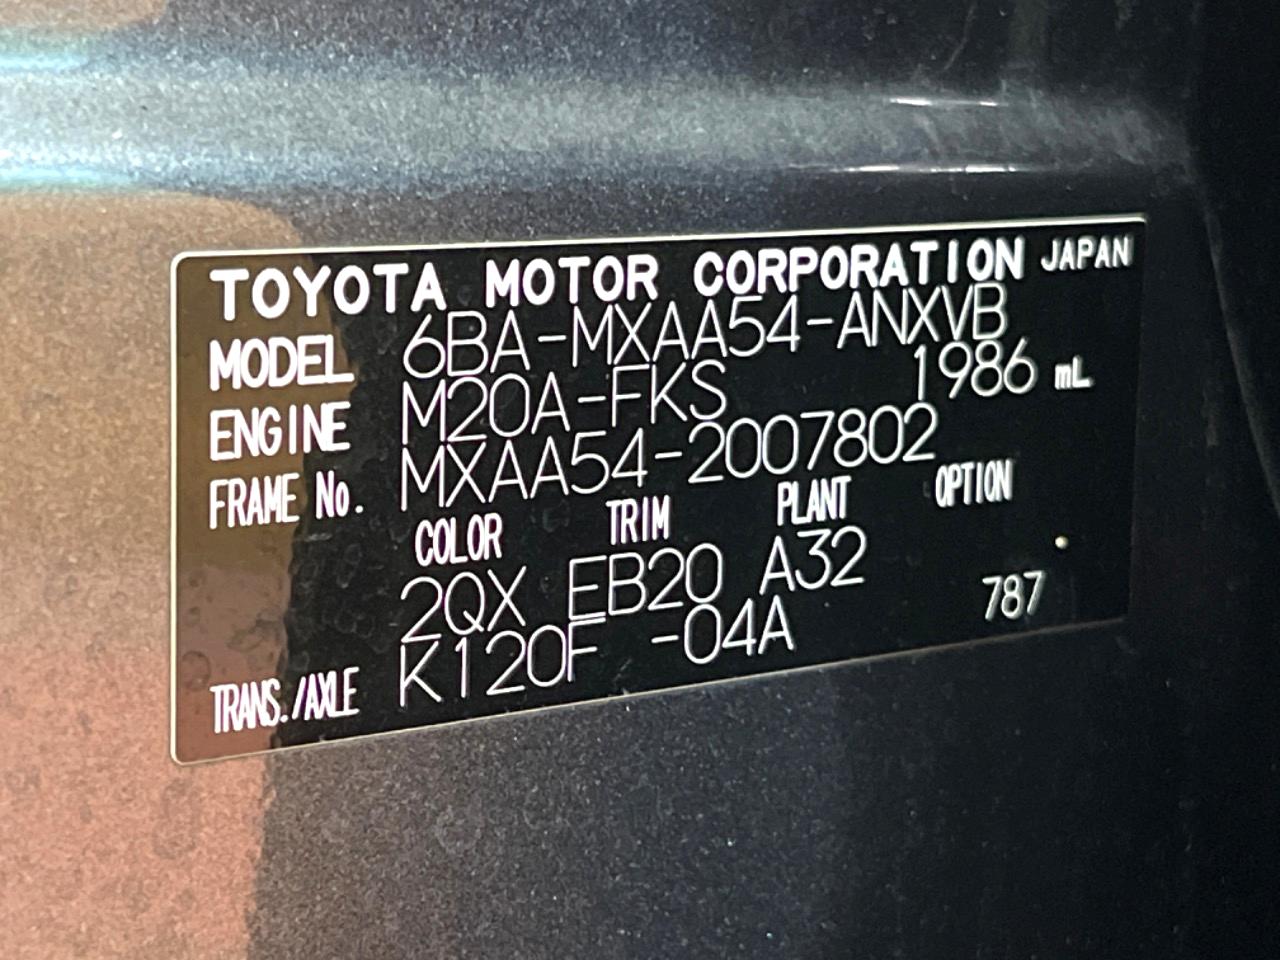 TOYOTA MOTOR CORPORATION JAPAN
MODEL 6BA-MXAA54-ANXVB
ENGINE M20A-FKS 1986 mL
FRAME No. MXAA54-2007802
COLOR TRIM PLANT OPTION
2QX EB20 A32
TRANS./AXLE K120F -04A 787